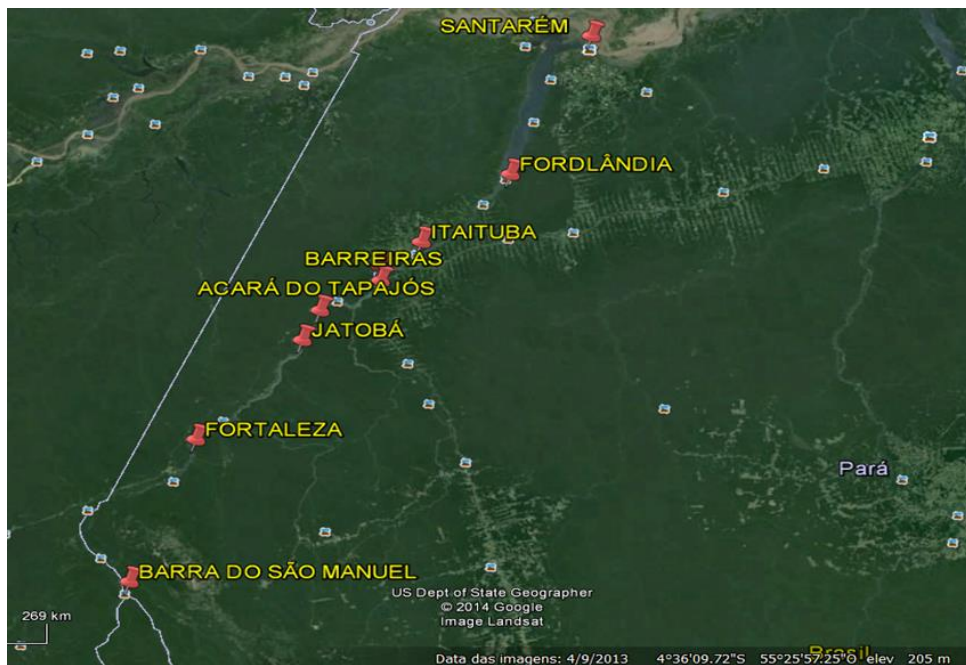 SANTARÉM
FORDLÂNDIA
ITAITUBA
BARREIRAS
ACARÁ DO TAPAJÓS
JATOBÁ
FORTALEZA
Pará
BARRA DO SÃO MANUEL
US Dept of State Geographer
© 2014 Google
Image Landsat
269 km
Brasil
Data das imagens: 4/9/2013 4°36'09.72"S 55°25'57.25"O elev 205 m